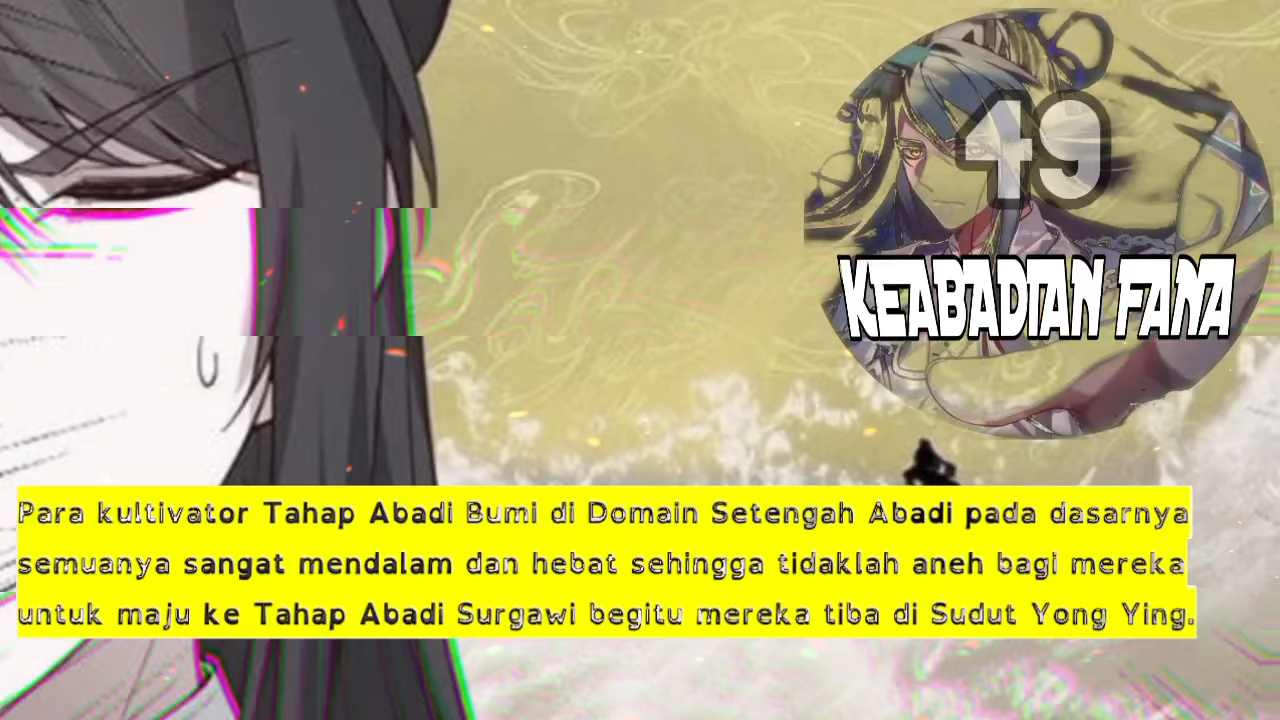 49
KEABADIAN FANA
Para kultivator Tahap Abadi Bumi di Domain Setengah Abadi pada dasarnya
semuanya sangat mendalam dan hebat sehingga tidaklah aneh bagi mereka
untuk maju ke Tahap Abadi Surgawi begitu mereka tiba di Sudut Yong Ying.